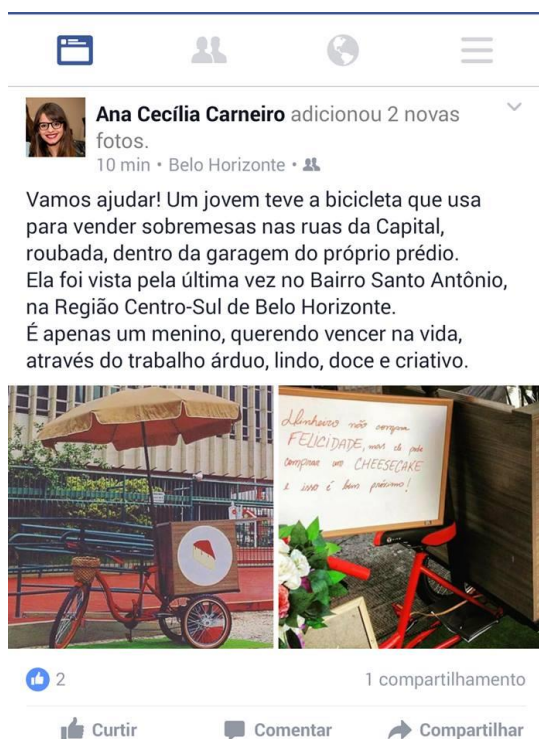 Ana Cecília Carneiro adicionou 2 novas
fotos.
10 min • Belo Horizonte •
Vamos ajudar! Um jovem teve a bicicleta que usa
para vender sobremesas nas ruas da Capital,
roubada, dentro da garagem do próprio prédio.
Ela foi vista pela última vez no Bairro Santo Antônio,
na Região Centro-Sul de Belo Horizonte.
É apenas um menino, querendo vencer na vida,
através do trabalho árduo, lindo, doce e criativo.
Dinheiro não compra
FELICIDADE, mas ele pode
comprar um CHEESECAKE
e isso é bem próximo!
2
1 compartilhamento
Curtir
Comentar
Compartilhar